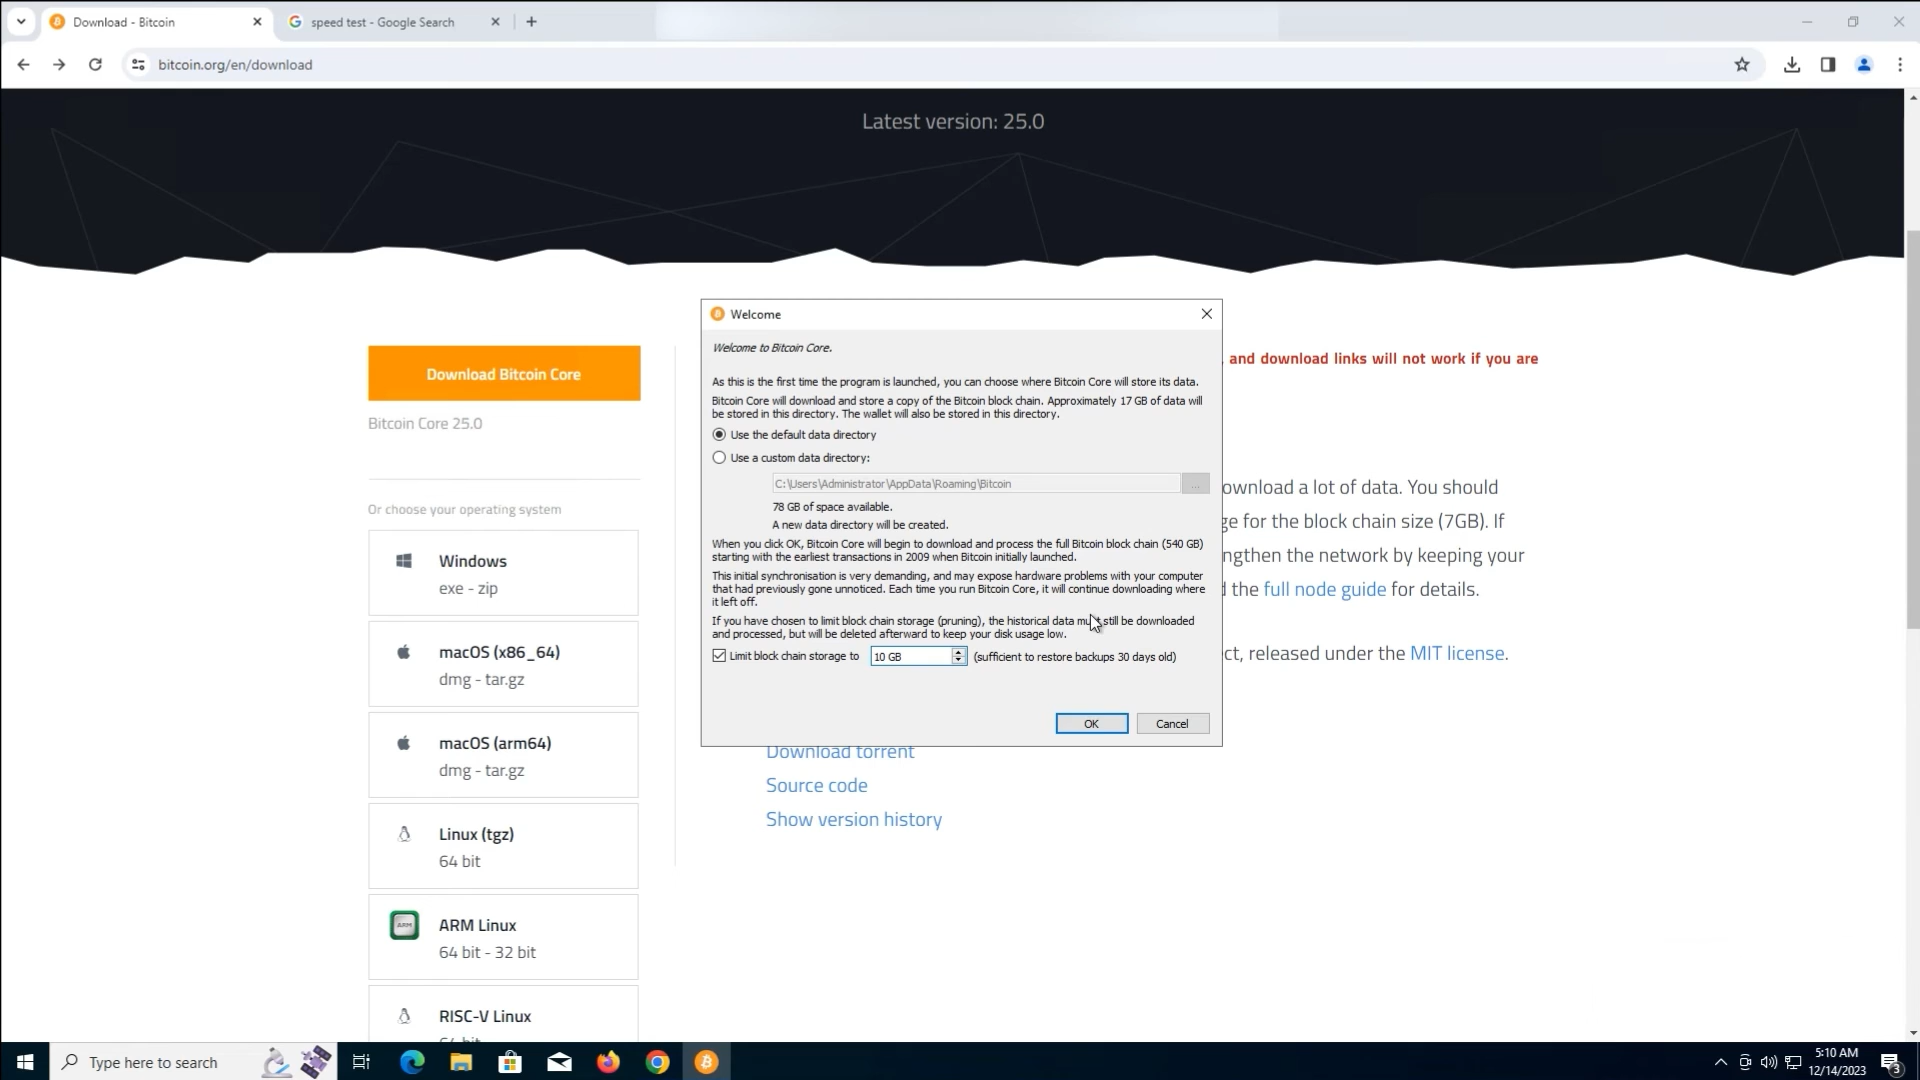 Download - Bitcoin
speed test - Google Search
bitcoin.org/en/download
Latest version: 25.0
Download Bitcoin Core
Bitcoin Core 25.0
Or choose your operating system
Windows
exe - zip
macOS (x86_64)
dmg - tar.gz
macOS (arm64)
dmg - tar.gz
Linux (tgz)
64 bit
ARM
ARM Linux
64 bit - 32 bit
RISC-V Linux
64 bit
Welcome
Welcome to Bitcoin Core.
As this is the first time the program is launched, you can choose where Bitcoin Core will store its data.
Bitcoin Core will download and store a copy of the Bitcoin block chain. Approximately 17 GB of data will
be stored in this directory. The wallet will also be stored in this directory.
Use the default data directory
Use a custom data directory:
C:\Users\Administrator\AppData\Roaming\Bitcoin
...
78 GB of space available.
A new data directory will be created.
When you click OK, Bitcoin Core will begin to download and process the full Bitcoin block chain (540 GB)
starting with the earliest transactions in 2009 when Bitcoin initially launched.
This initial synchronisation is very demanding, and may expose hardware problems with your computer
that had previously gone unnoticed. Each time you run Bitcoin Core, it will continue downloading where
it left off.
If you have chosen to limit block chain storage (pruning), the historical data must still be downloaded
and processed, but will be deleted afterward to keep your disk usage low.
Limit block chain storage to 10 GB (sufficient to restore backups 30 days old)
OK Cancel
, and download links will not work if you are
ownload a lot of data. You should
ge for the block chain size (7GB). If
ngthen the network by keeping your
d the full node guide for details.
ct, released under the MIT license.
Download torrent
Source code
Show version history
Type here to search
5:10 AM
12/14/2023
3